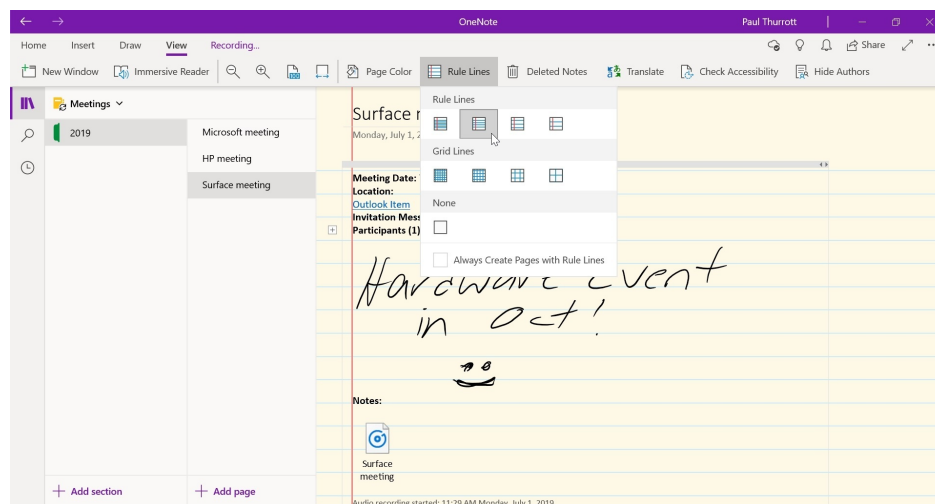 OneNote
Paul Thurrott
Home Insert Draw View Recording...
Share
New Window Immersive Reader Page Color Rule Lines Deleted Notes Translate Check Accessibility Hide Authors
Meetings
2019
Microsoft meeting
HP meeting
Surface meeting
Rule Lines
Grid Lines
None
Always Create Pages with Rule Lines
Surface
Monday, July 1, 2
Meeting Date:
Location:
Outlook Item
Invitation Mess
Participants (1)
Hardware Event
in Oct!
Notes:
Surface
meeting
Audio recording started: 11:29 AM Monday, July 1, 2019
Add section
Add page